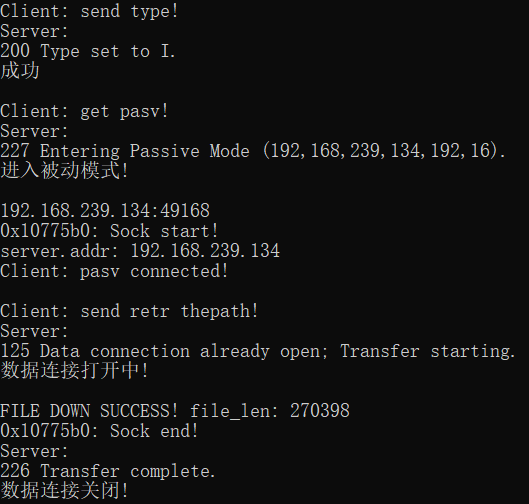 Client: send type!
Server:
200 Type set to I.
成功
Client: get pasv!
Server:
227 Entering Passive Mode (192,168,239,134,192,16).
进入被动模式!
192.168.239.134:49168
0x10775b0: Sock start!
server.addr: 192.168.239.134
Client: pasv connected!
Client: send retr thepath!
Server:
125 Data connection already open; Transfer starting.
数据连接打开中!
FILE DOWN SUCCESS! file_len: 270398
0x10775b0: Sock end!
Server:
226 Transfer complete.
数据连接关闭!